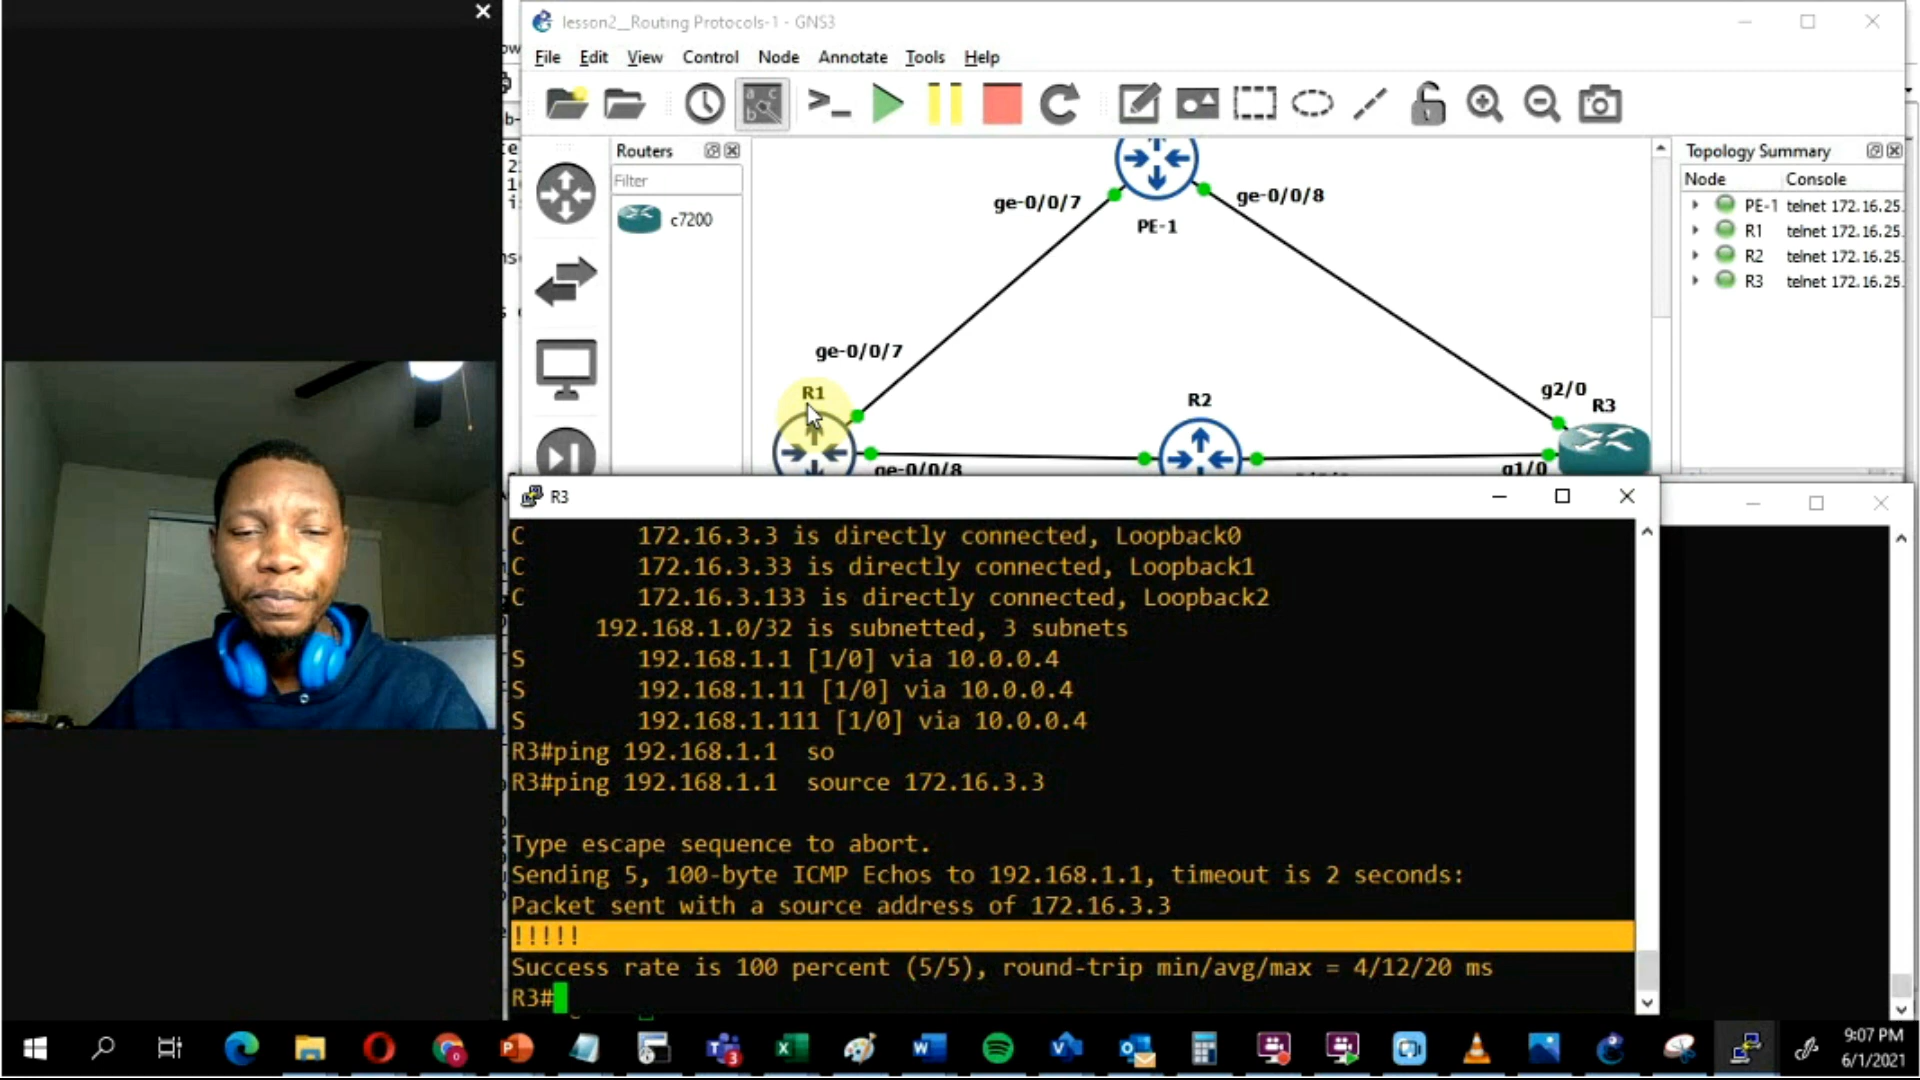 lesson2__Routing Protocols-1 - GNS3
File Edit View Control Node Annotate Tools Help
Routers
Filter
c7200
ge-0/0/7
ge-0/0/8
PE-1
ge-0/0/7
R1
ge-0/0/8
R2
g2/0
R3
g1/0
Topology Summary
Node Console
PE-1 telnet 172.16.25.
R1 telnet 172.16.25.
R2 telnet 172.16.25.
R3 telnet 172.16.25.
R3
C 172.16.3.3 is directly connected, Loopback0
C 172.16.3.33 is directly connected, Loopback1
C 172.16.3.133 is directly connected, Loopback2
192.168.1.0/32 is subnetted, 3 subnets
S 192.168.1.1 [1/0] via 10.0.0.4
S 192.168.1.11 [1/0] via 10.0.0.4
S 192.168.1.111 [1/0] via 10.0.0.4
R3#ping 192.168.1.1  so
R3#ping 192.168.1.1  source 172.16.3.3
Type escape sequence to abort.
Sending 5, 100-byte ICMP Echos to 192.168.1.1, timeout is 2 seconds:
Packet sent with a source address of 172.16.3.3
!!!!!
Success rate is 100 percent (5/5), round-trip min/avg/max = 4/12/20 ms
R3#
9:07 PM
6/1/2021